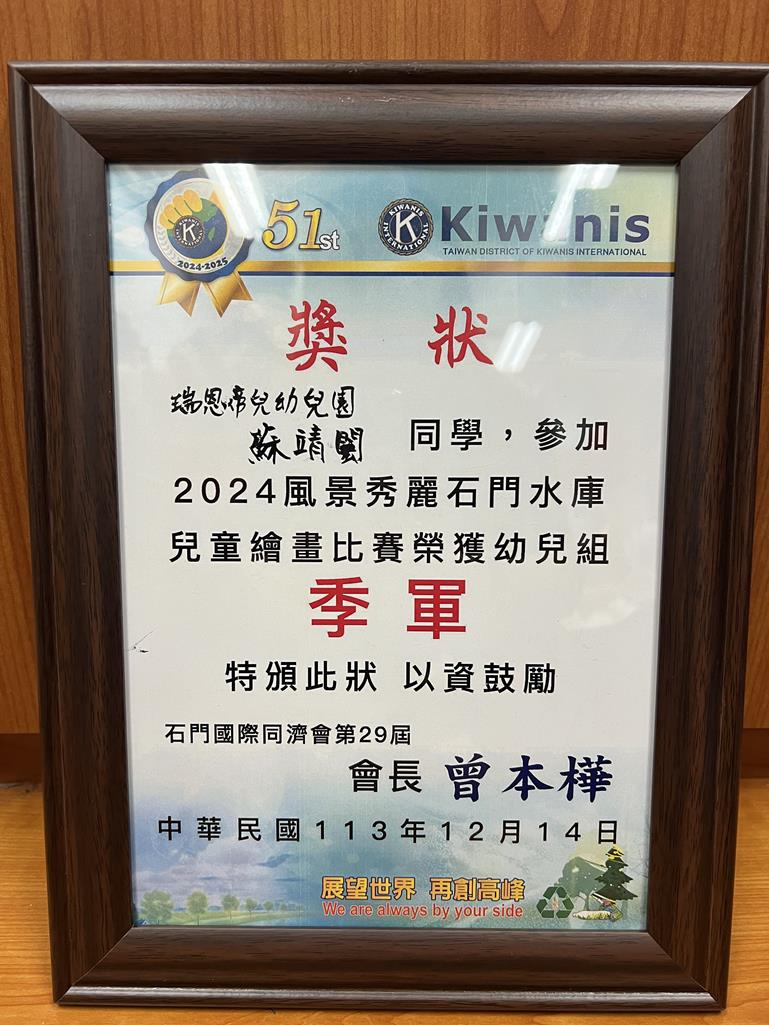 51st
KIWANIS INTERNATIONAL
K
Kiwanis
TAIWAN DISTRICT OF KIWANIS INTERNATIONAL
KIWANIS INTERNATIONAL
K
2024-2025
獎 狀
瑞恩帝兒幼兒園
蘇靖閎 同學，參加
2024風景秀麗石門水庫
兒童繪畫比賽榮獲幼兒組
季軍
特頒此狀 以資鼓勵
石門國際同濟會第29屆
會長 曾本樺
中華民國113年12月14日
展望世界 再創高峰
We are always by your side